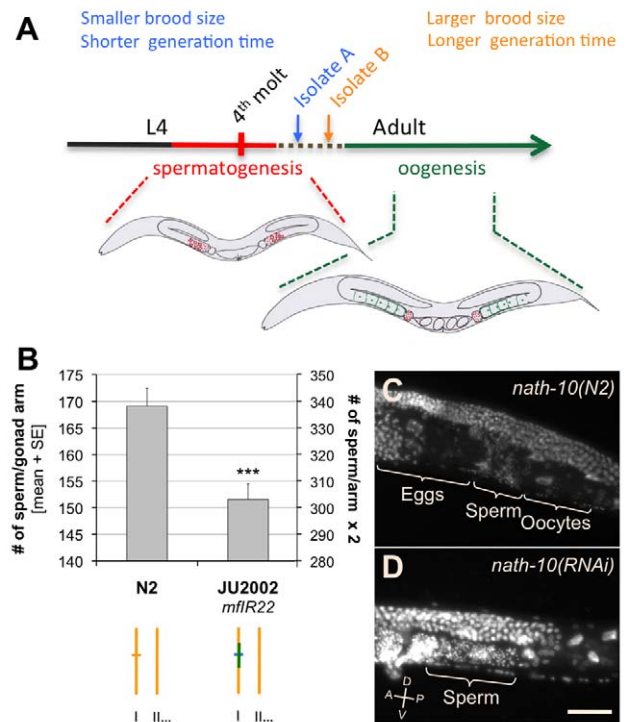 A
Smaller brood size
Shorter generation time
Larger brood size
Longer generation time
4th molt
Isolate A
Isolate B
L4
Adult
spermatogenesis
oogenesis
B
# of sperm/gonad arm
[mean + SE]
175
170
165
160
155
150
145
140
***
350
340
330
320
310
300
290
280
# of sperm/arm x 2
N2
JU2002
mfIR22
I
II...
I
II...
C
nath-10(N2)
Eggs
Sperm
Oocytes
D
nath-10(RNAi)
Sperm
D
A
P
V